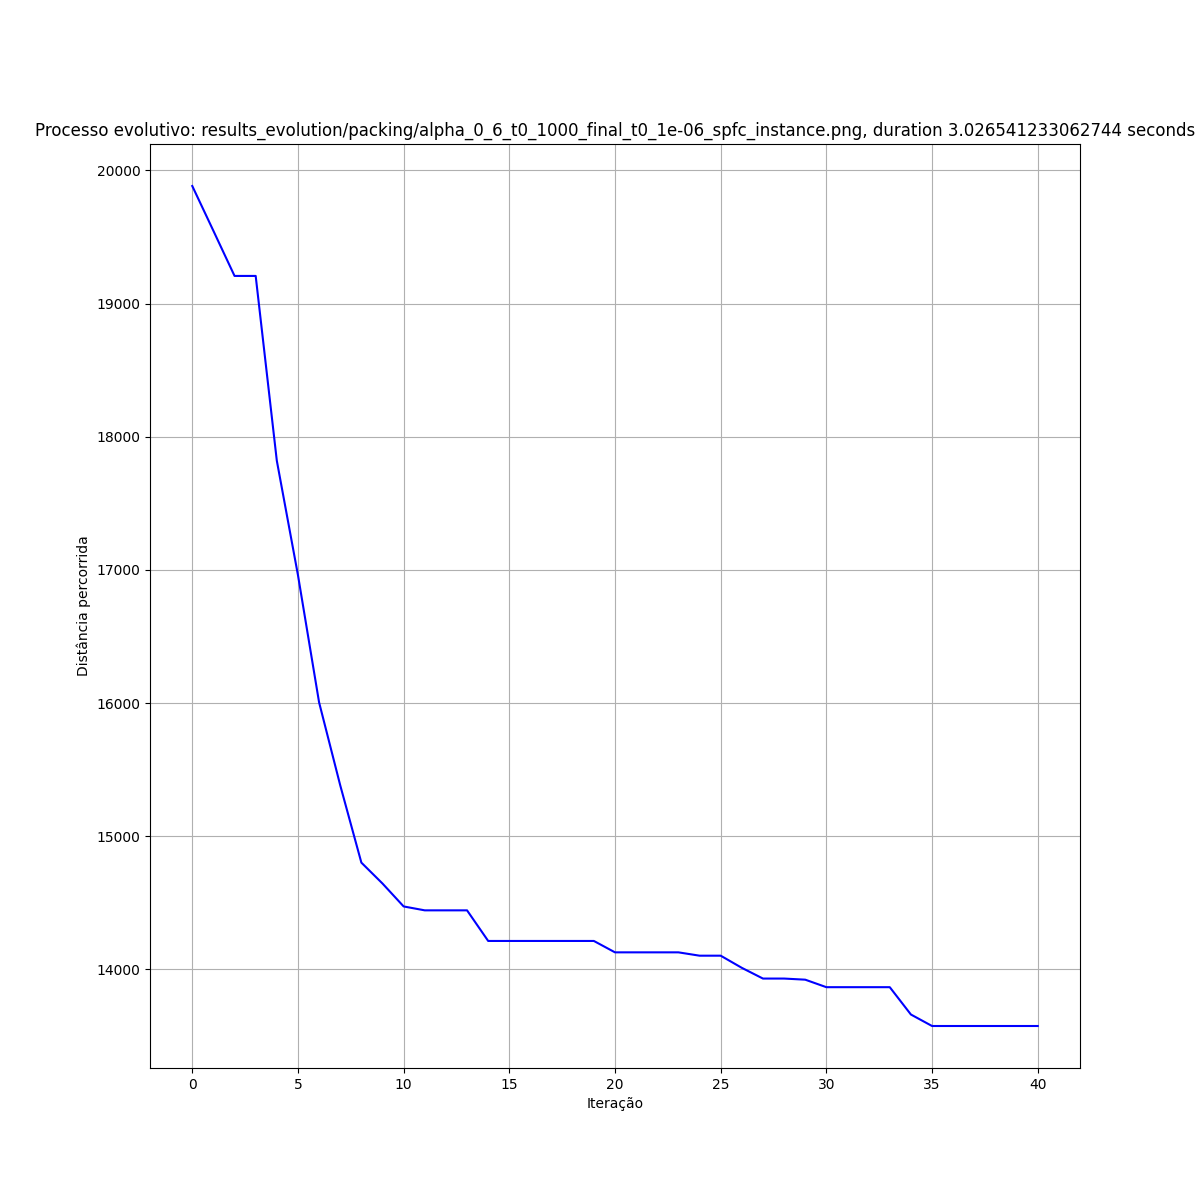 Processo evolutivo: results_evolution/packing/alpha_0_6_t0_1000_final_t0_1e-06_spfc_instance.png, duration 3.026541233062744 seconds
20000
19000
18000
17000
16000
15000
14000
Distância percorrida
0 5 10 15 20 25 30 35 40
Iteração